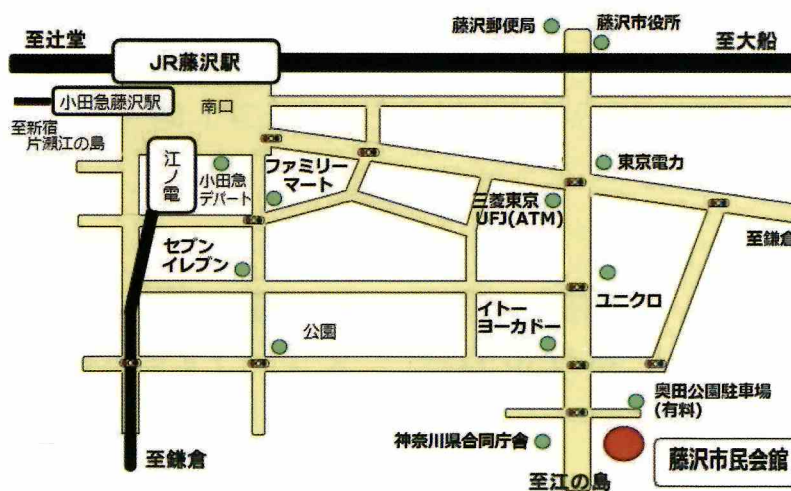 藤沢郵便局
藤沢市役所
至辻堂
JR藤沢駅
至大船
小田急藤沢駅
南口
至新宿
片瀬江の島
江ノ電
小田急
デパート
ファミリー
マート
東京電力
三菱東京
UFJ(ATM)
至鎌倉
セブン
イレブン
ユニクロ
イトー
ヨーカドー
公園
奥田公園駐車場
(有料)
神奈川県合同庁舎
藤沢市民会館
至鎌倉
至江の島